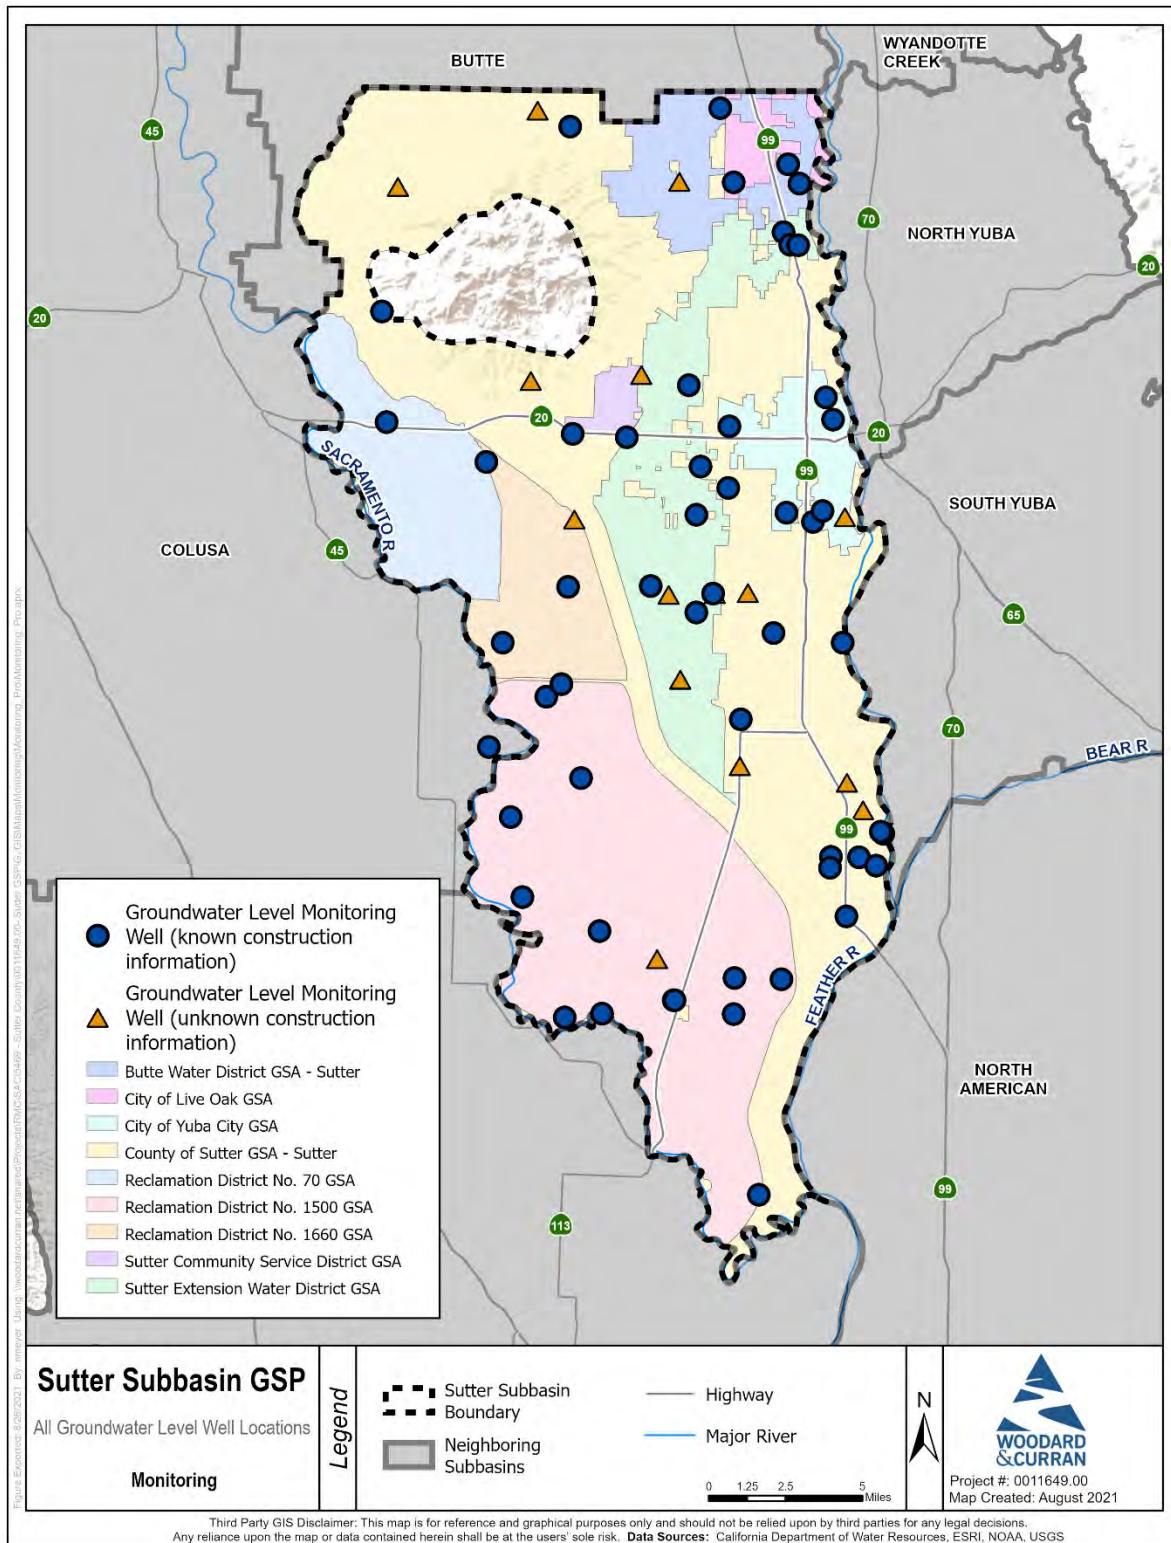 BUTTE
WYANDOTTE
CREEK
45
99
70
NORTH YUBA
20
20
20
20
SACRAMENTO R
99
SOUTH YUBA
COLUSA
45
65
70
BEAR R
99
FEATHER R
NORTH
AMERICAN
99
113
Groundwater Level Monitoring
Well (known construction
information)
Groundwater Level Monitoring
Well (unknown construction
information)
Butte Water District GSA - Sutter
City of Live Oak GSA
City of Yuba City GSA
County of Sutter GSA - Sutter
Reclamation District No. 70 GSA
Reclamation District No. 1500 GSA
Reclamation District No. 1660 GSA
Sutter Community Service District GSA
Sutter Extension Water District GSA
Sutter Subbasin GSP
All Groundwater Level Well Locations
Monitoring
Legend
Sutter Subbasin
Boundary
Neighboring
Subbasins
Highway
Major River
0 1.25 2.5 5
Miles
N
WOODARD
&CURRAN
Project #: 0011649.00
Map Created: August 2021
Third Party GIS Disclaimer: This map is for reference and graphical purposes only and should not be relied upon by third parties for any legal decisions.
Any reliance upon the map or data contained herein shall be at the users' sole risk. Data Sources: California Department of Water Resources, ESRI, NOAA, USGS